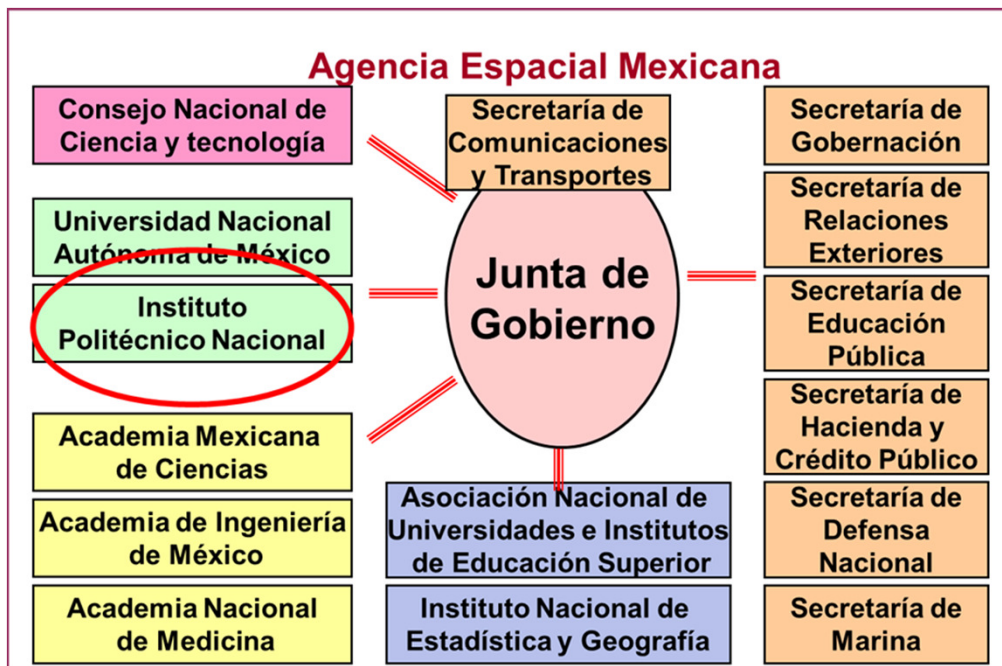 Agencia Espacial Mexicana
Consejo Nacional de
Ciencia y tecnología
Universidad Nacional
Autónoma de México
Instituto
Politécnico Nacional
Academia Mexicana
de Ciencias
Academia de Ingeniería
de México
Academia Nacional
de Medicina
Secretaría de
Comunicaciones
y Transportes
Junta de
Gobierno
Asociación Nacional de
Universidades e Institutos
de Educación Superior
Instituto Nacional de
Estadística y Geografía
Secretaría de
Gobernación
Secretaría de
Relaciones
Exteriores
Secretaría de
Educación
Pública
Secretaría de
Hacienda y
Crédito Público
Secretaría de
Defensa
Nacional
Secretaría de
Marina